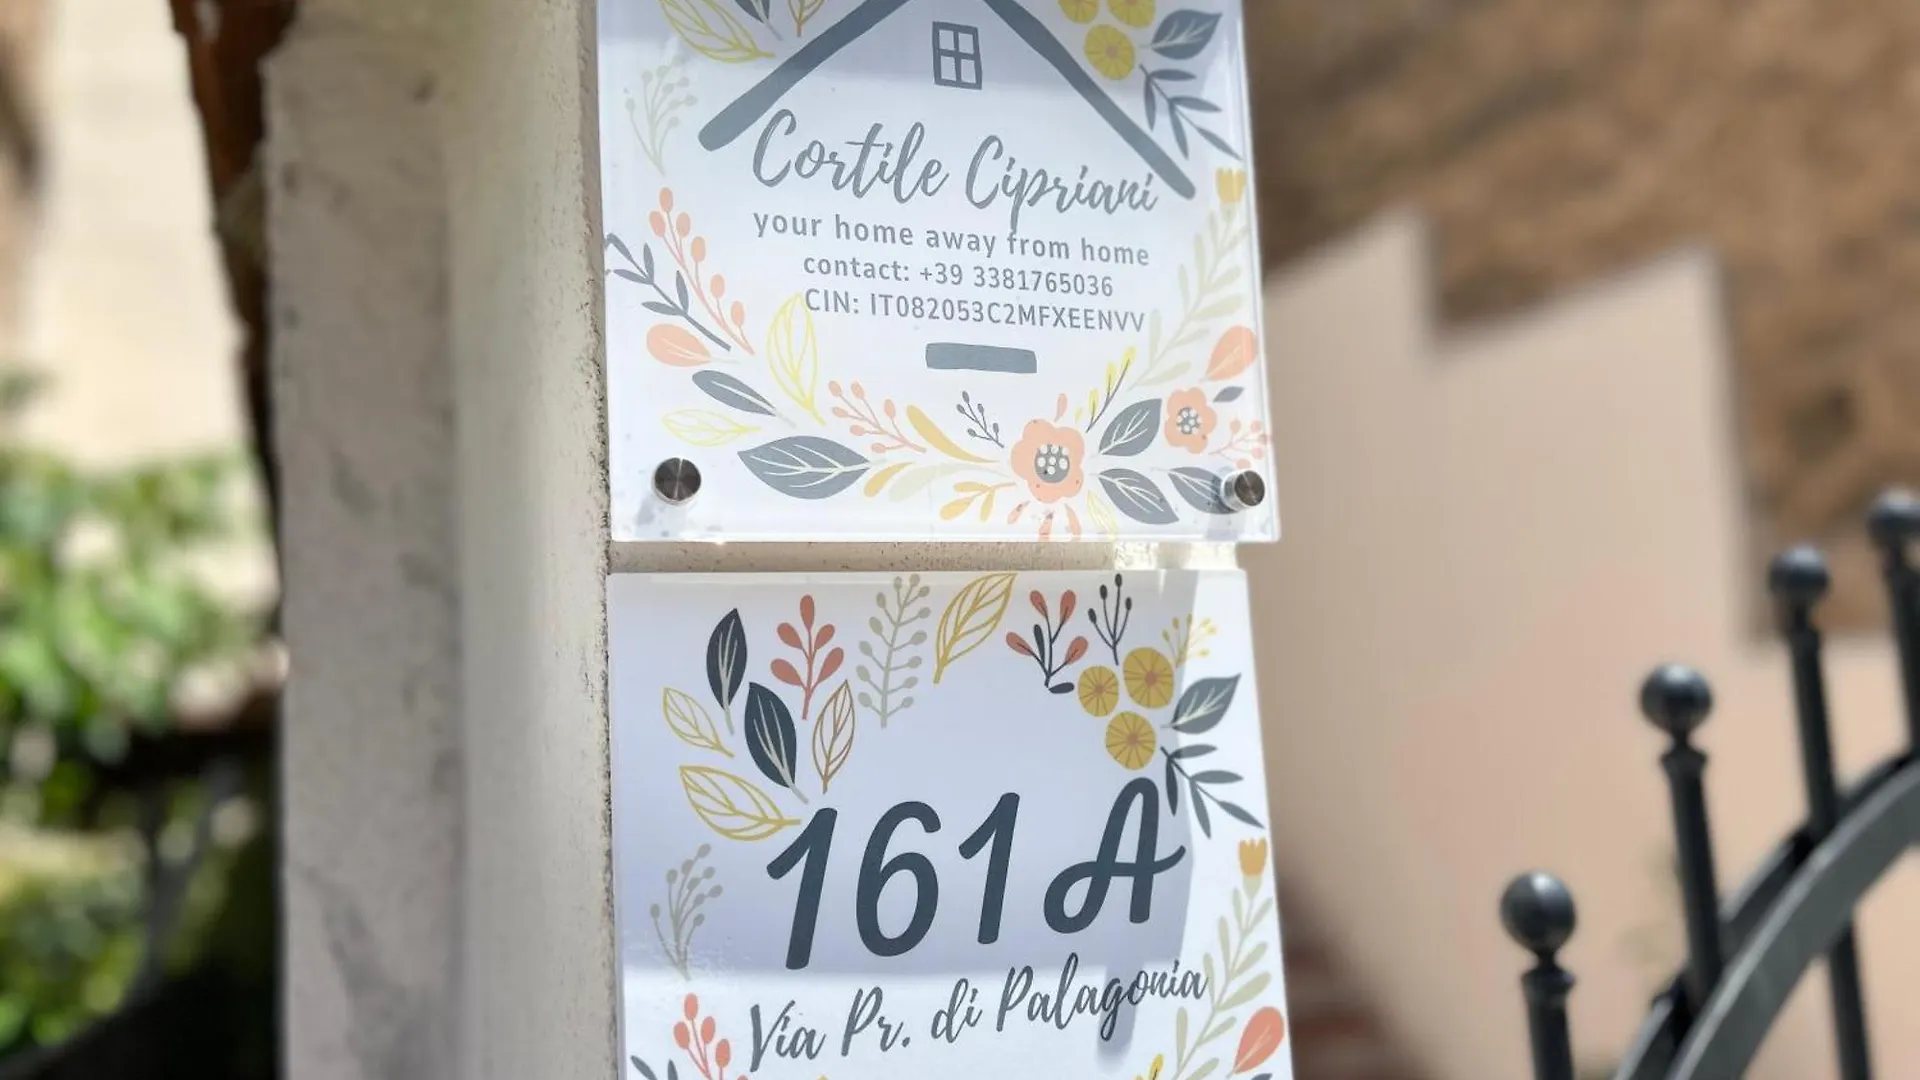 Cortile Cipriani
your home away from home
contact: +39 3381765036
CIN: IT082053C2MFXEENVV
161A
Via Pr. di Palagonia